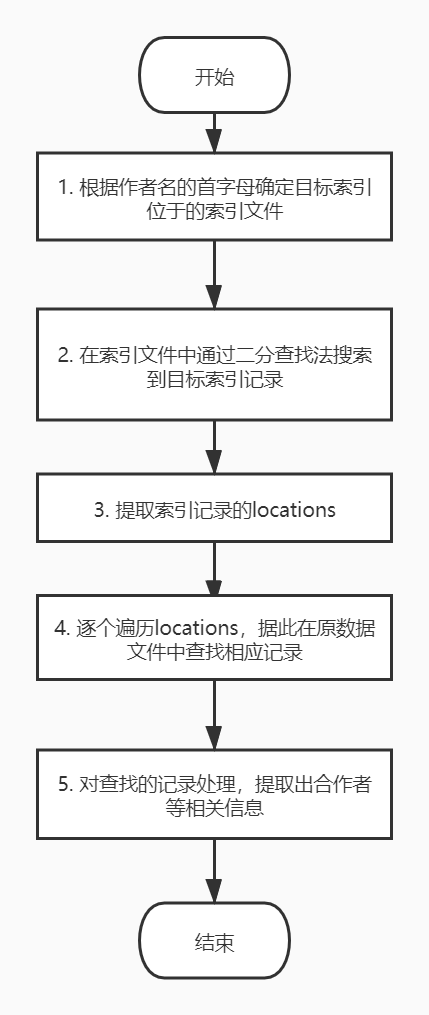 开始
1. 根据作者名的首字母确定目标索引
位于的索引文件
2. 在索引文件中通过二分查找法搜索
到目标索引记录
3. 提取索引记录的locations
4. 逐个遍历locations，据此在原数据
文件中查找相应记录
5. 对查找的记录处理，提取出合作者
等相关信息
结束